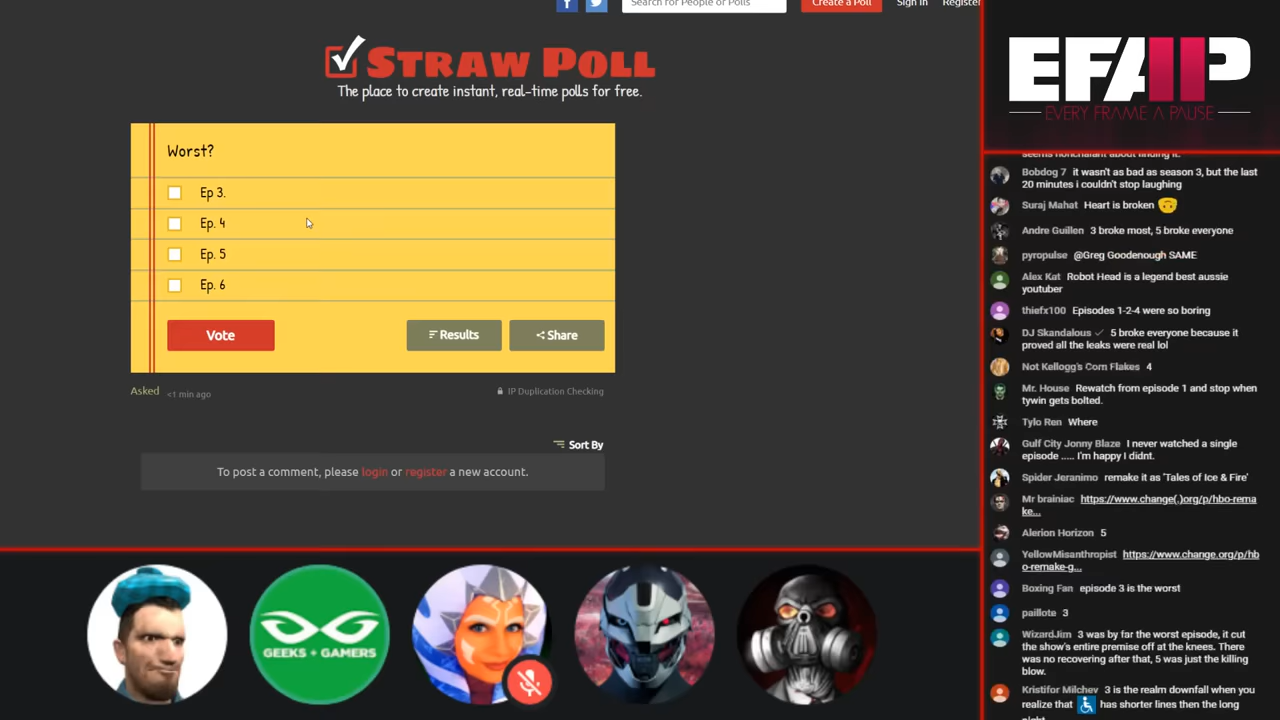 Search for People or Polls
Create a Poll
Sign In
Register
STRAW POLL
The place to create instant, real-time polls for free.
Worst?
Ep 3.
Ep. 4
Ep. 5
Ep. 6
Vote
Results
Share
Asked <1 min ago
IP Duplication Checking
Sort By
To post a comment, please login or register a new account.
GEEKS + GAMERS
EFAP
EVERY FRAME A PAUSE
seems nonchalant about finding it.
Bobdog 7 it wasn't as bad as season 3, but the last
20 minutes i couldn't stop laughing
Suraj Mahat Heart is broken
Andre Guillen 3 broke most, 5 broke everyone
pyropulse @Greg Goodenough SAME
Alex Kat Robot Head is a legend best aussie
youtuber
thiefx100 Episodes 1-2-4 were so boring
DJ Skandalous ✓ 5 broke everyone because it
proved all the leaks were real lol
Not Kellogg's Corn Flakes 4
Mr. House Rewatch from episode 1 and stop when
tywin gets bolted.
Tylo Ren Where
Gulf City Jonny Blaze I never watched a single
episode ..... I'm happy I didnt.
Spider Jeranimo remake it as 'Tales of Ice & Fire'
Mr brainiac https://www.change(.)org/p/hbo-rema
ke...
Alerion Horizon 5
YellowMisanthropist https://www.change.org/p/hb
o-remake-g...
Boxing Fan episode 3 is the worst
paillote 3
WizardJim 3 was by far the worst episode, it cut
the show's entire premise off at the knees. There
was no recovering after that, 5 was just the killing
blow.
Kristifor Milchev 3 is the realm downfall when you
realize that has shorter lines then the long
night